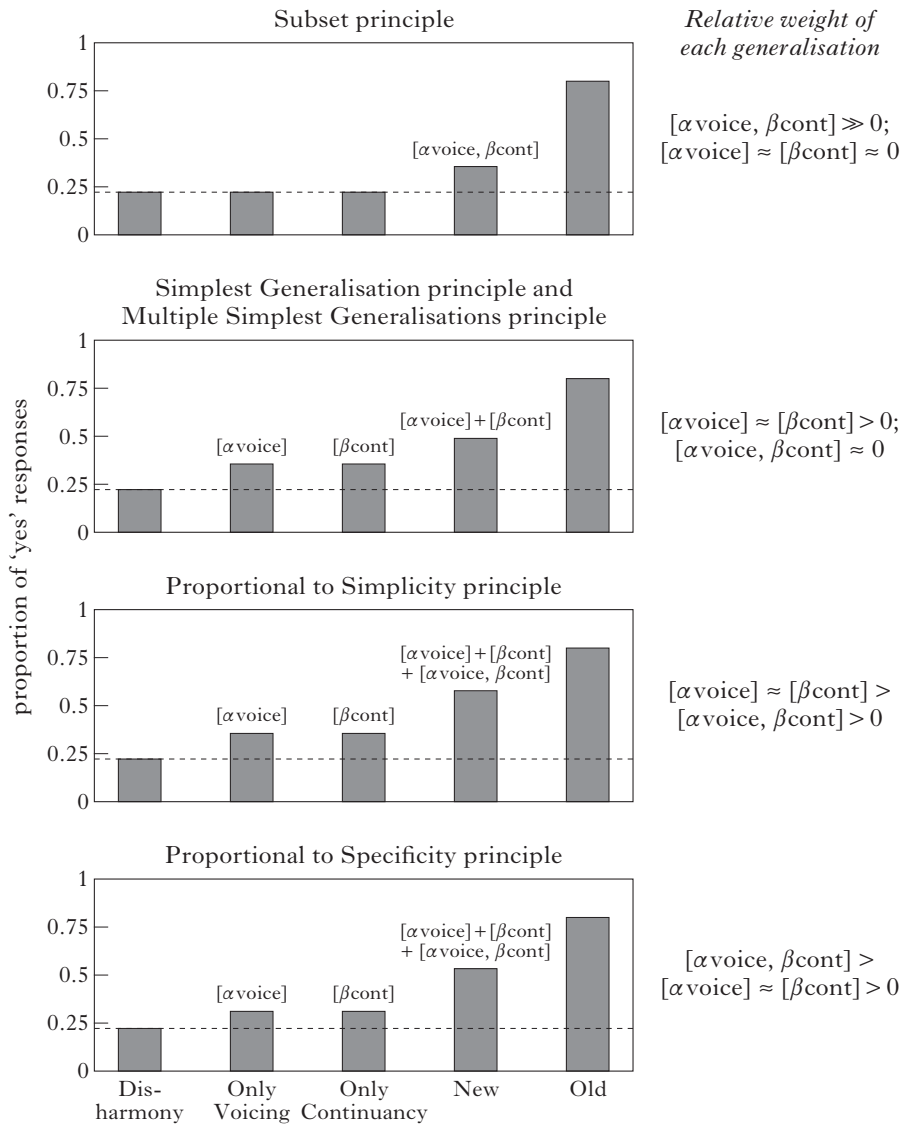 Subset principle
Relative weight of
each generalisation
1
0.75
0.5
0.25
0
[αvoice, βcont]
[αvoice, βcont] ≫ 0;
[αvoice] ≈ [βcont] ≈ 0
Simplest Generalisation principle and
Multiple Simplest Generalisations principle
1
0.75
0.5
0.25
0
[αvoice]
[βcont]
[αvoice] + [βcont]
[αvoice] ≈ [βcont] > 0;
[αvoice, βcont] ≈ 0
proportion of ‘yes’ responses
Proportional to Simplicity principle
1
0.75
0.5
0.25
0
[αvoice]
[βcont]
[αvoice] + [βcont]
+ [αvoice, βcont]
[αvoice] ≈ [βcont] >
[αvoice, βcont] > 0
Proportional to Specificity principle
1
0.75
0.5
0.25
0
[αvoice]
[βcont]
[αvoice] + [βcont]
+ [αvoice, βcont]
[αvoice, βcont] >
[αvoice] ≈ [βcont] > 0
Dis-
harmony
Only
Voicing
Only
Continuancy
New
Old